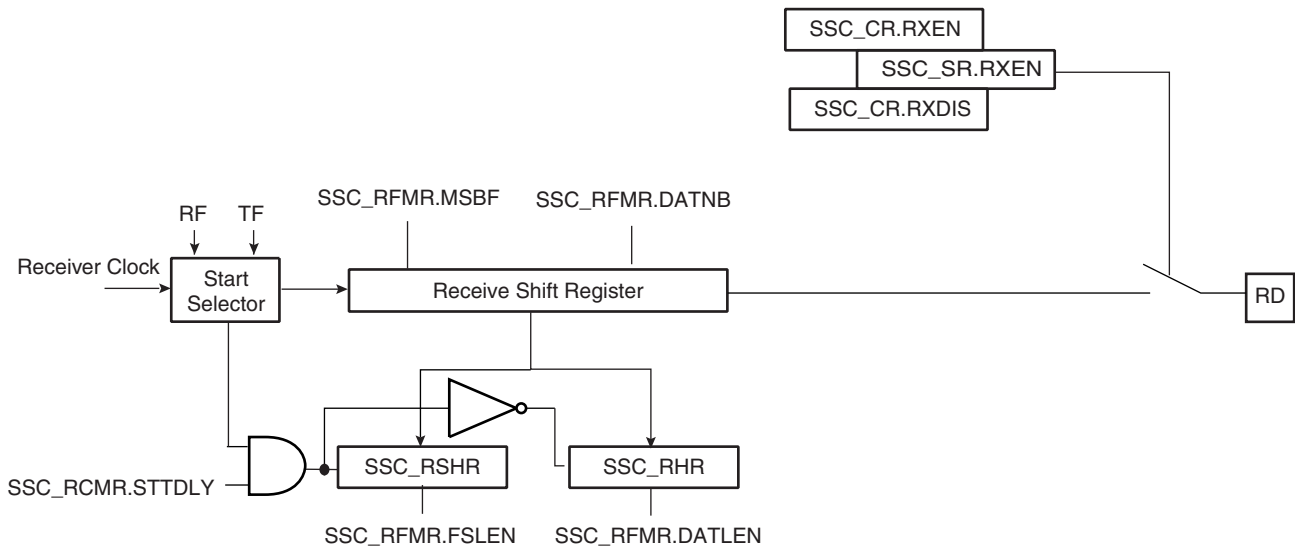 SSC_CR.RXEN
SSC_SR.RXEN
SSC_CR.RXDIS
SSC_RFMR.MSBF
SSC_RFMR.DATNB
RF
TF
Receiver Clock
Start
Selector
Receive Shift Register
RD
SSC_RSHR
SSC_RHR
SSC_RCMR.STTDLY
SSC_RFMR.FSLEN
SSC_RFMR.DATLEN